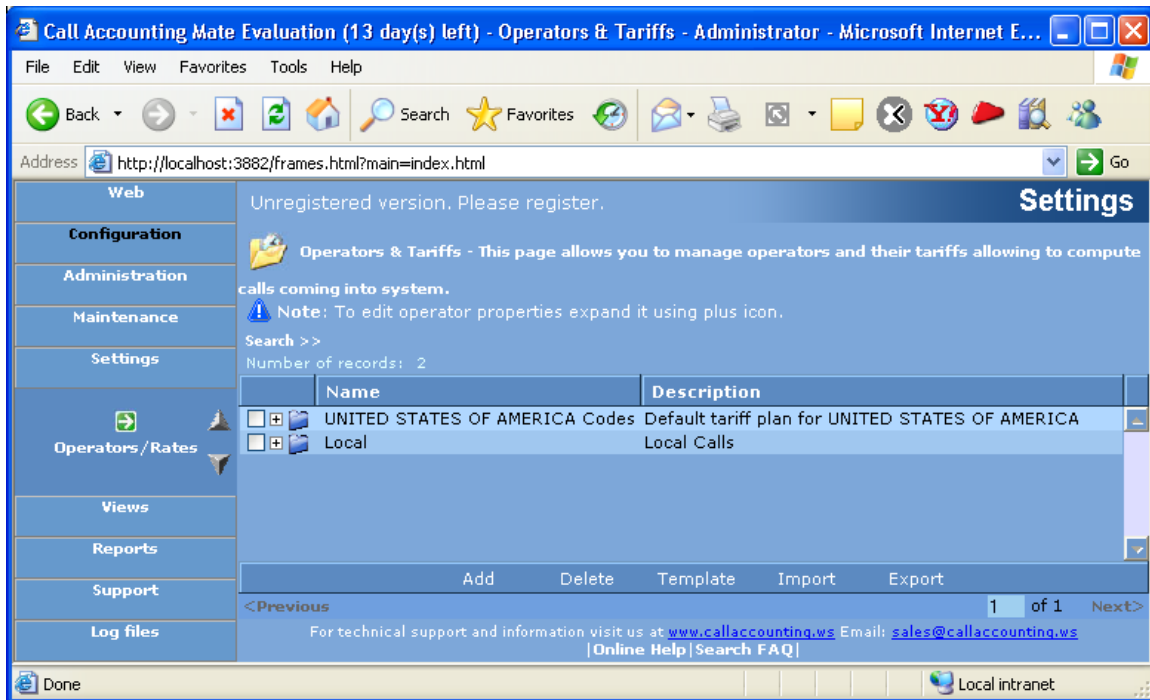 Call Accounting Mate Evaluation (13 day(s) left) - Operators & Tariffs - Administrator - Microsoft Internet E...
File Edit View Favorites Tools Help
Back Search Favorites
Address http://localhost:3882/frames.html?main=index.html Go
Web
Configuration
Administration
Maintenance
Settings
Operators/Rates
Views
Reports
Support
Log files
Unregistered version. Please register.
Settings
Operators & Tariffs - This page allows you to manage operators and their tariffs allowing to compute
calls coming into system.
Note: To edit operator properties expand it using plus icon.
Search >>
Number of records: 2
Name Description
UNITED STATES OF AMERICA Codes Default tariff plan for UNITED STATES OF AMERICA
Local Local Calls
Add Delete Template Import Export
<Previous 1 of 1 Next>
For technical support and information visit us at www.callaccounting.ws Email: sales@callaccounting.ws
|Online Help|Search FAQ|
Done Local intranet